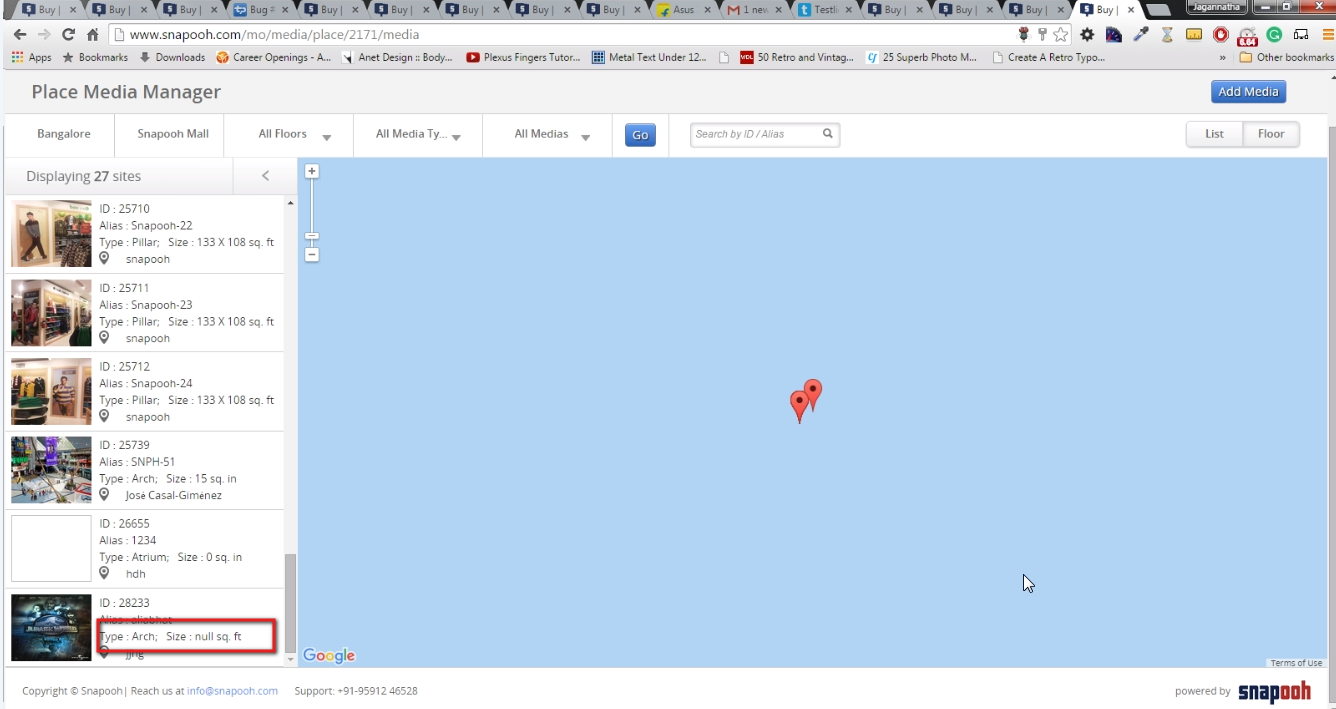 Buy | Buy | Buy | Bug # Buy | Buy | Buy | Buy | Buy | Asus 1 new Testli Buy | Buy | Buy | Buy | Jagannatha
www.snapooh.com/mo/media/place/2171/media
6.04
Apps Bookmarks Downloads Career Openings - A... Anet Design :: Body... Plexus Fingers Tutor... Metal Text Under 12... VDL 50 Retro and Vintag... cf 25 Superb Photo M... Create A Retro Typo... » Other bookmarks
Place Media Manager Add Media
Bangalore Snapooh Mall All Floors All Media Ty... All Medias Go Search by ID / Alias List Floor
Displaying 27 sites <
ID : 25710
Alias : Snapooh-22
Type : Pillar; Size : 133 X 108 sq. ft
snapooh
ID : 25711
Alias : Snapooh-23
Type : Pillar; Size : 133 X 108 sq. ft
snapooh
ID : 25712
Alias : Snapooh-24
Type : Pillar; Size : 133 X 108 sq. ft
snapooh
ID : 25739
Alias : SNPH-51
Type : Arch; Size : 15 sq. in
José Casal-Giménez
ID : 26655
Alias : 1234
Type : Atrium; Size : 0 sq. in
hdh
ID : 28233
Alias : aliabhat
Type : Arch; Size : null sq. ft
Google
Terms of Use
Copyright © Snapooh| Reach us at info@snapooh.com Support: +91-95912 46528 powered by snapooh